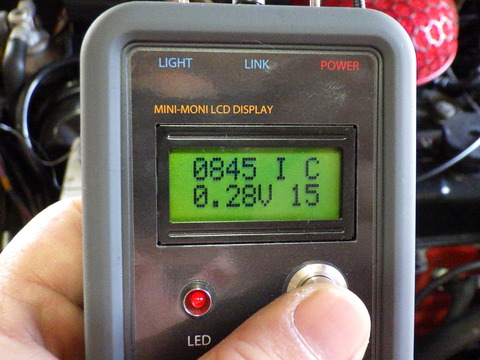 LIGHT LINK POWER
MINI-MONI LCD DISPLAY
0845 I C
0.28V 15
LED